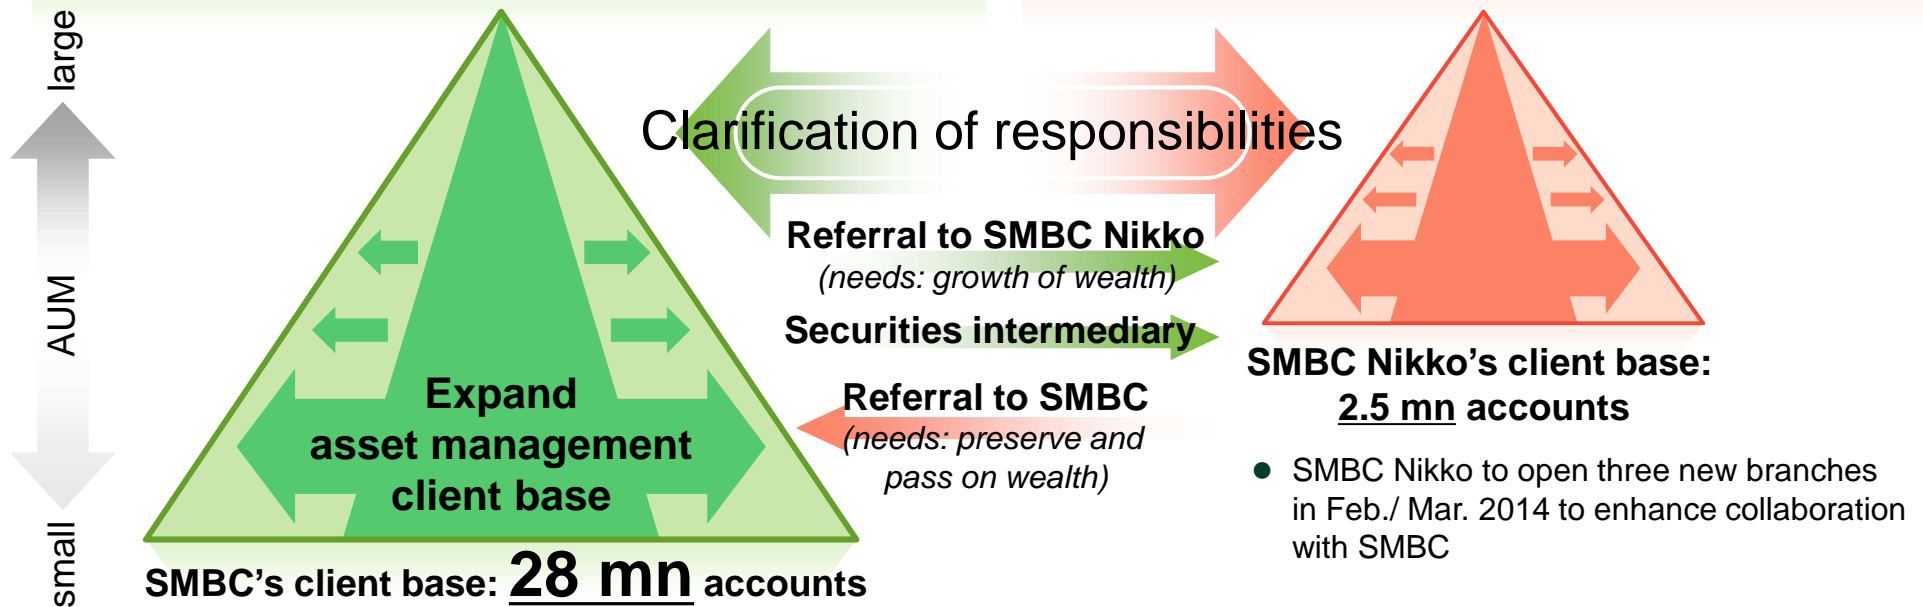 large
AUM
small
Expand
asset management
client base
SMBC's client base: 28 mn accounts
Clarification of responsibilities
Referral to SMBC Nikko
(needs: growth of wealth)
Securities intermediary
Referral to SMBC
(needs: preserve and
pass on wealth)
SMBC Nikko's client base:
2.5 mn accounts
● SMBC Nikko to open three new branches
in Feb./ Mar. 2014 to enhance collaboration
with SMBC